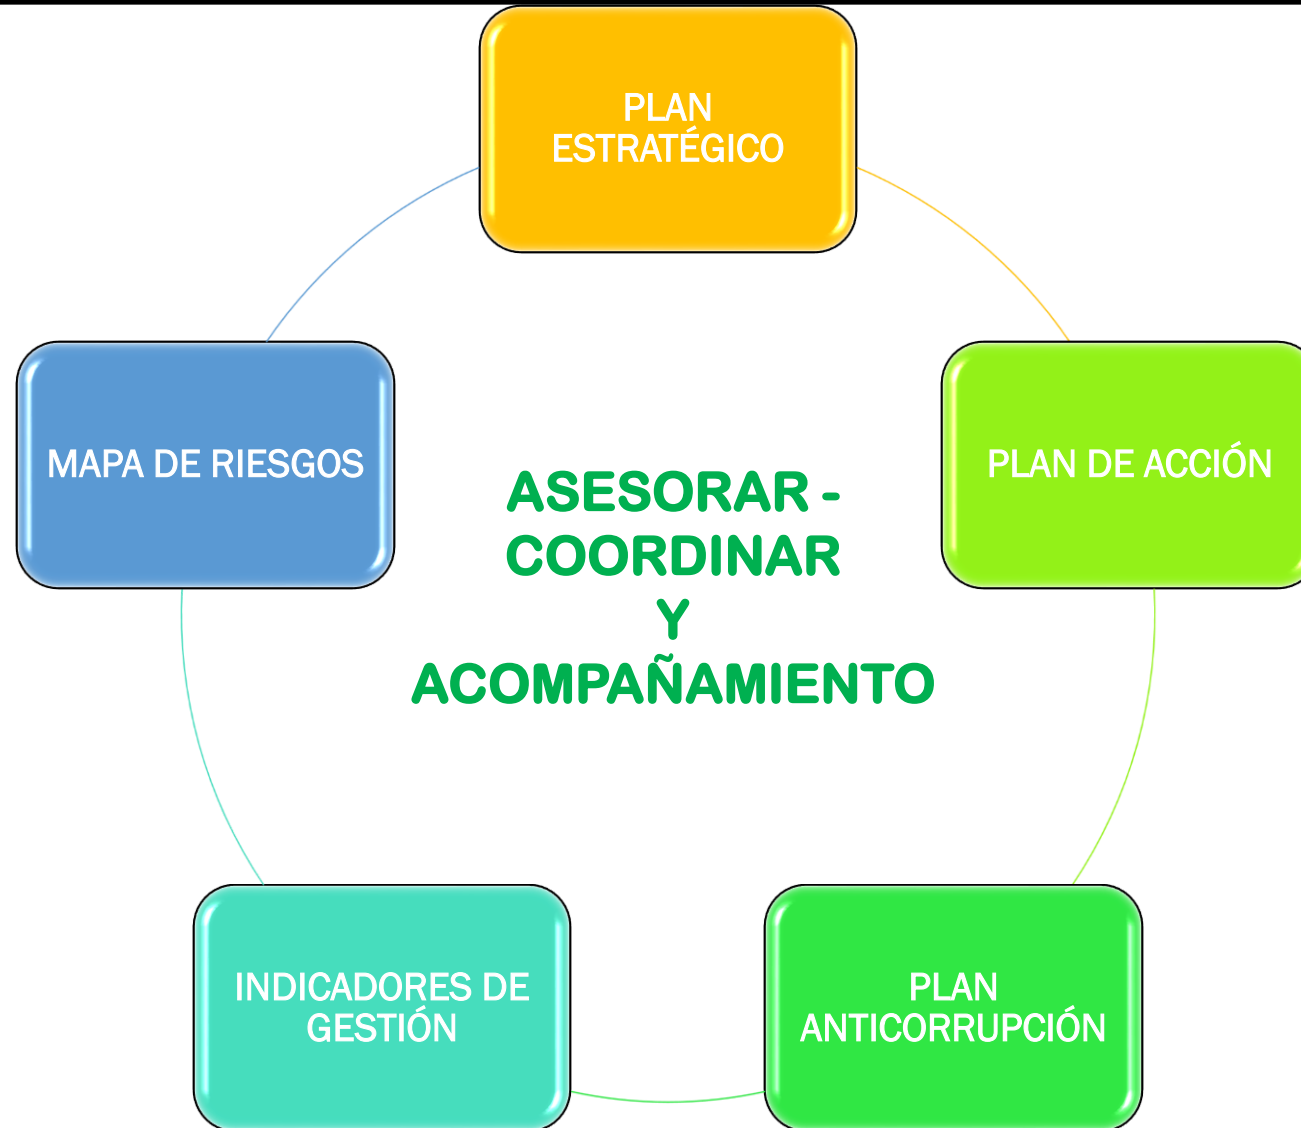 PLAN
ESTRATÉGICO
MAPA DE RIESGOS
PLAN DE ACCIÓN
ASESORAR -
COORDINAR
Y
ACOMPAÑAMIENTO
INDICADORES DE
GESTIÓN
PLAN
ANTICORRUPCIÓN